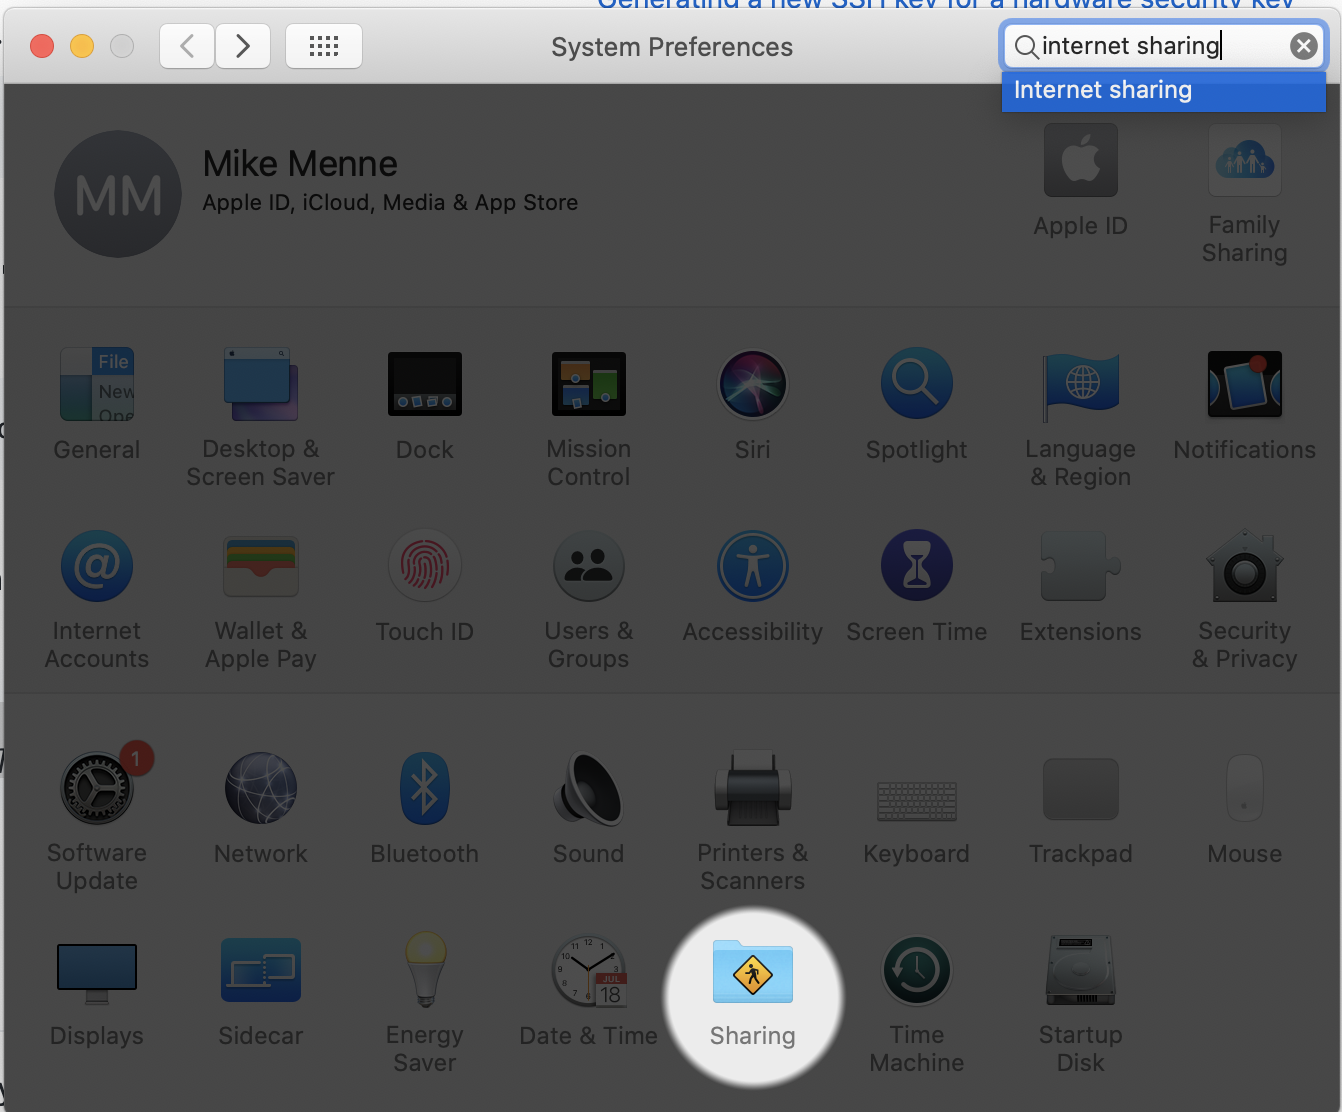 Generating a new SSH key for a hardware security key
System Preferences
internet sharing
Internet sharing
MM
Mike Menne
Apple ID, iCloud, Media & App Store
Apple ID
Family
Sharing
File
New
Ope
General
Desktop &
Screen Saver
Dock
Mission
Control
Siri
Spotlight
Language
& Region
Notifications
@
Internet
Accounts
Wallet &
Apple Pay
Touch ID
Users &
Groups
Accessibility
Screen Time
Extensions
Security
& Privacy
1
Software
Update
Network
Bluetooth
Sound
Printers &
Scanners
Keyboard
Trackpad
Mouse
Displays
Sidecar
Energy
Saver
JUL
18
Date & Time
Sharing
Time
Machine
Startup
Disk